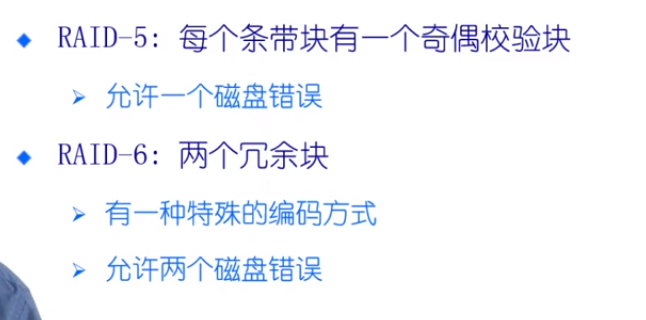 RAID-5: 每个条带块有一个奇偶校验块
允许一个磁盘错误
RAID-6: 两个冗余块
有一种特殊的编码方式
允许两个磁盘错误